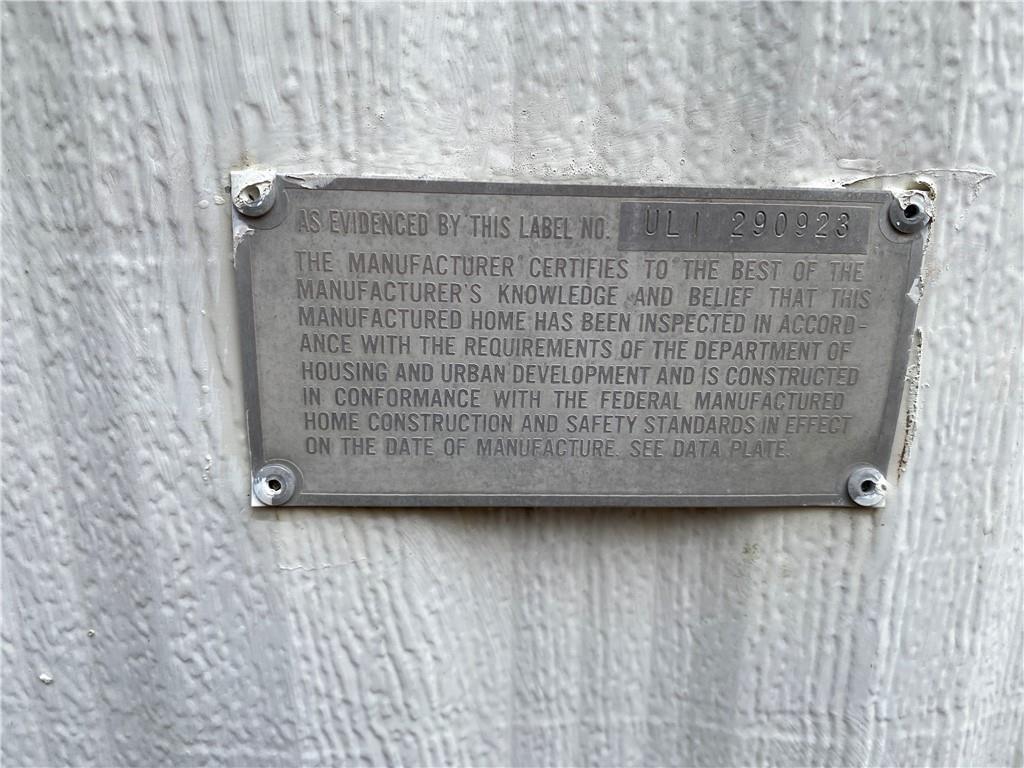 AS EVIDENCED BY THIS LABEL NO. ULI 290923
THE MANUFACTURER CERTIFIES TO THE BEST OF THE
MANUFACTURER'S KNOWLEDGE AND BELIEF THAT THIS
MANUFACTURED HOME HAS BEEN INSPECTED IN ACCORD-
ANCE WITH THE REQUIREMENTS OF THE DEPARTMENT OF
HOUSING AND URBAN DEVELOPMENT AND IS CONSTRUCTED
IN CONFORMANCE WITH THE FEDERAL MANUFACTURED
HOME CONSTRUCTION AND SAFETY STANDARDS IN EFFECT
ON THE DATE OF MANUFACTURE. SEE DATA PLATE.